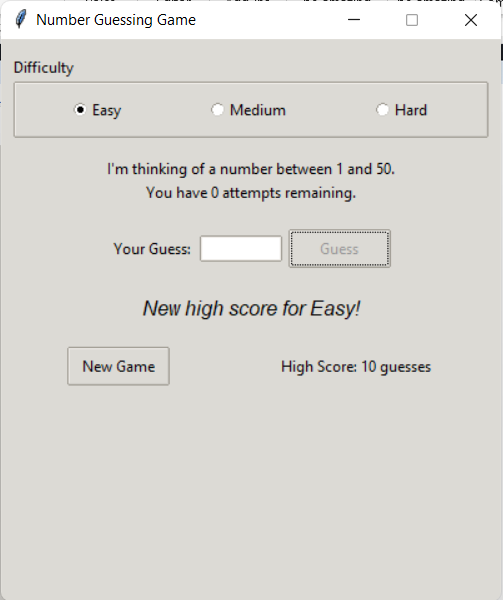 Number Guessing Game
Difficulty
Easy Medium Hard
I'm thinking of a number between 1 and 50.
You have 0 attempts remaining.
Your Guess: Guess
New high score for Easy!
New Game High Score: 10 guesses